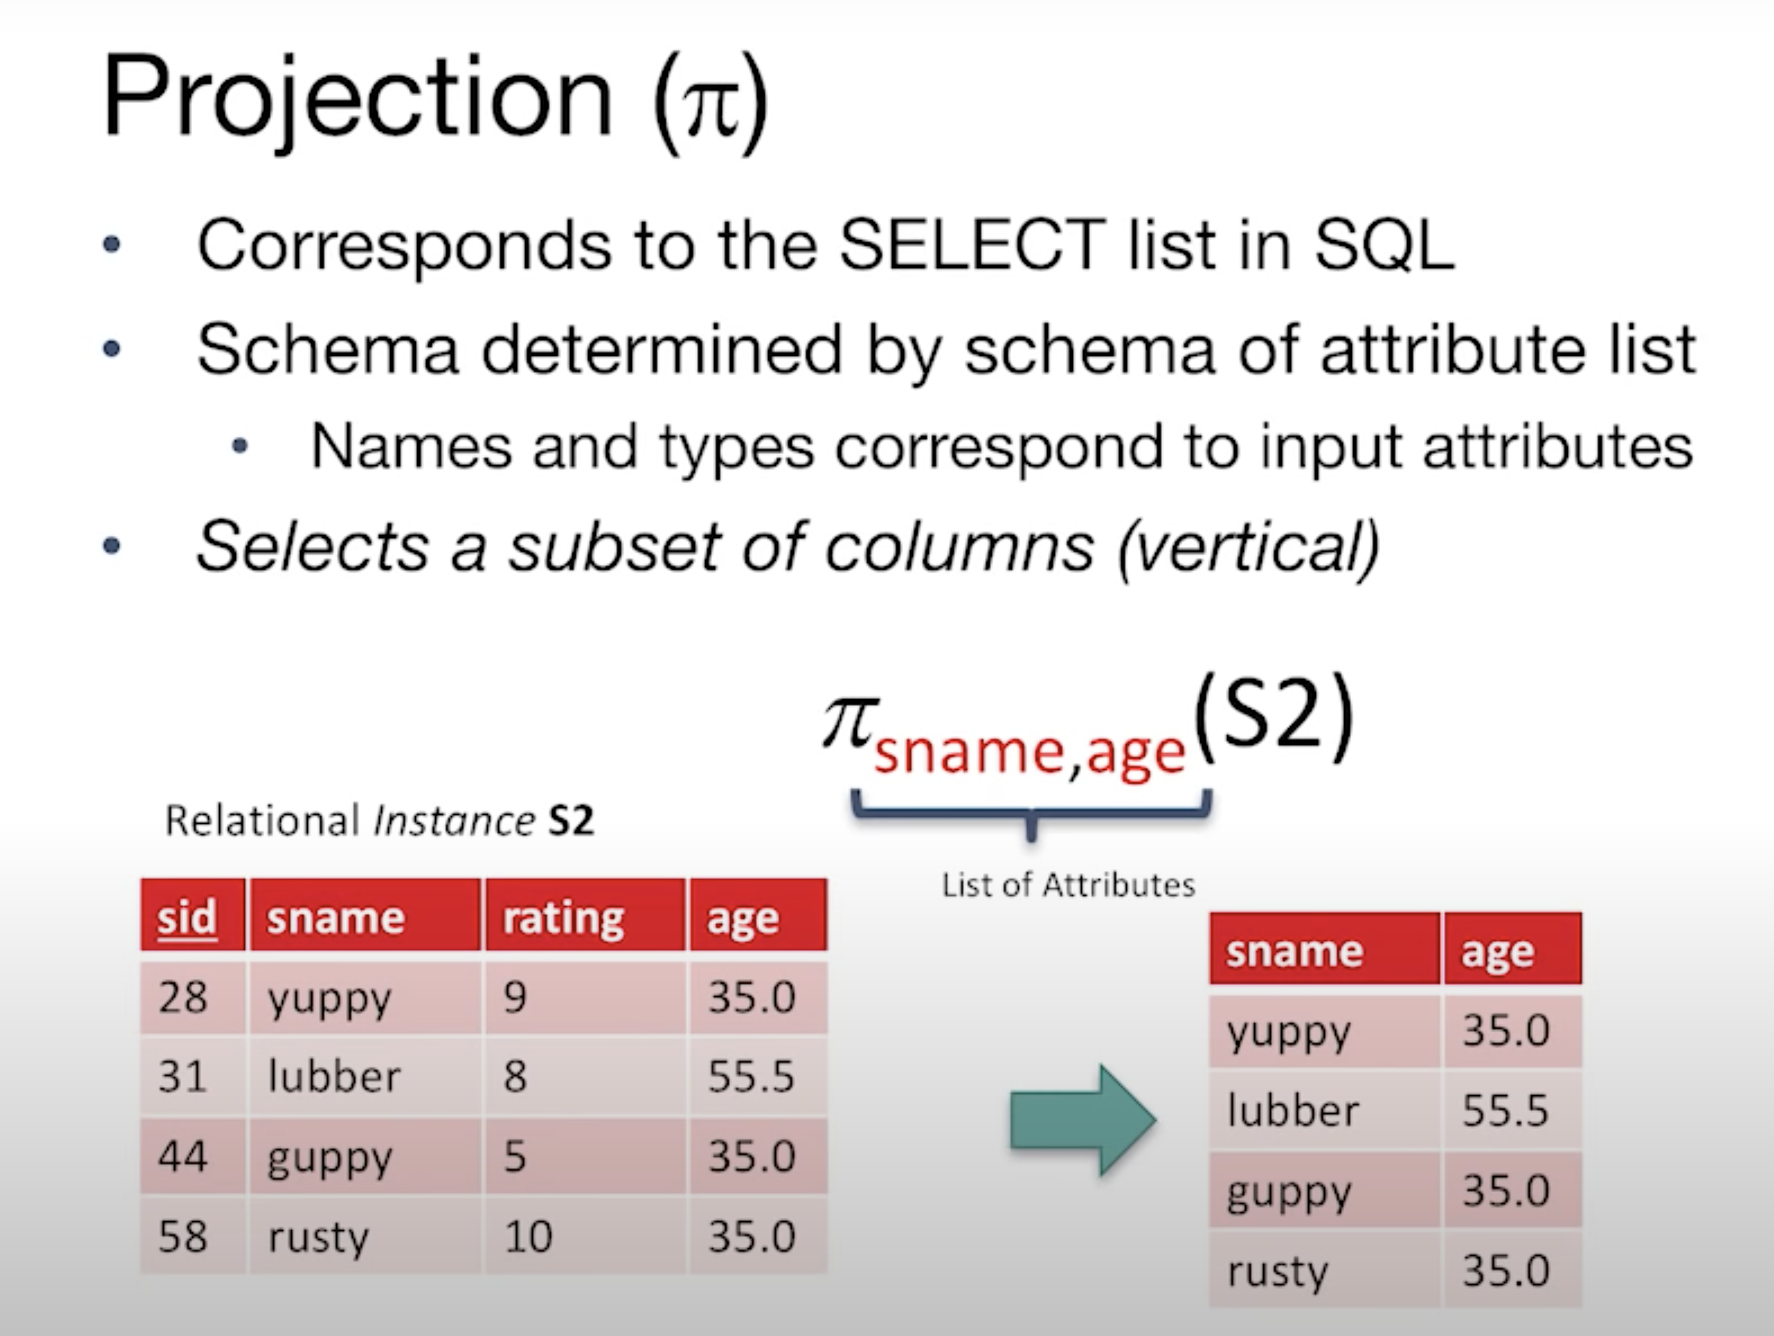 Projection (π)
• Corresponds to the SELECT list in SQL
• Schema determined by schema of attribute list
• Names and types correspond to input attributes
• Selects a subset of columns (vertical)
π sname,age (S2)
List of Attributes
Relational Instance S2
sid sname rating age
28 yuppy 9 35.0
31 lubber 8 55.5
44 guppy 5 35.0
58 rusty 10 35.0
sname age
yuppy 35.0
lubber 55.5
guppy 35.0
rusty 35.0